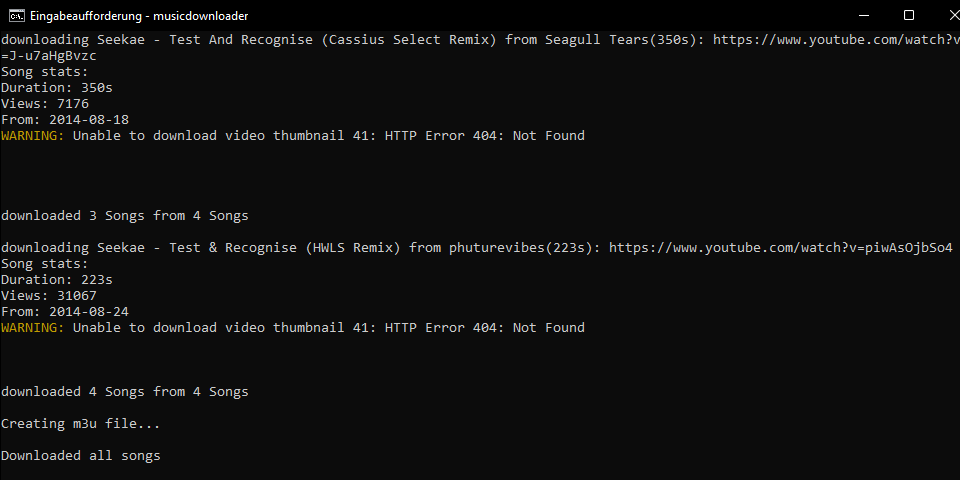 Eingabeaufforderung - musicdownloader
downloading Seekae - Test And Recognise (Cassius Select Remix) from Seagull Tears(350s): https://www.youtube.com/watch?v
=J-u7aHgBvzc
Song stats:
Duration: 350s
Views: 7176
From: 2014-08-18
WARNING: Unable to download video thumbnail 41: HTTP Error 404: Not Found
downloaded 3 Songs from 4 Songs
downloading Seekae - Test & Recognise (HWLS Remix) from phuturevibes(223s): https://www.youtube.com/watch?v=piwAsOjbSo4
Song stats:
Duration: 223s
Views: 31067
From: 2014-08-24
WARNING: Unable to download video thumbnail 41: HTTP Error 404: Not Found
downloaded 4 Songs from 4 Songs
Creating m3u file...
Downloaded all songs